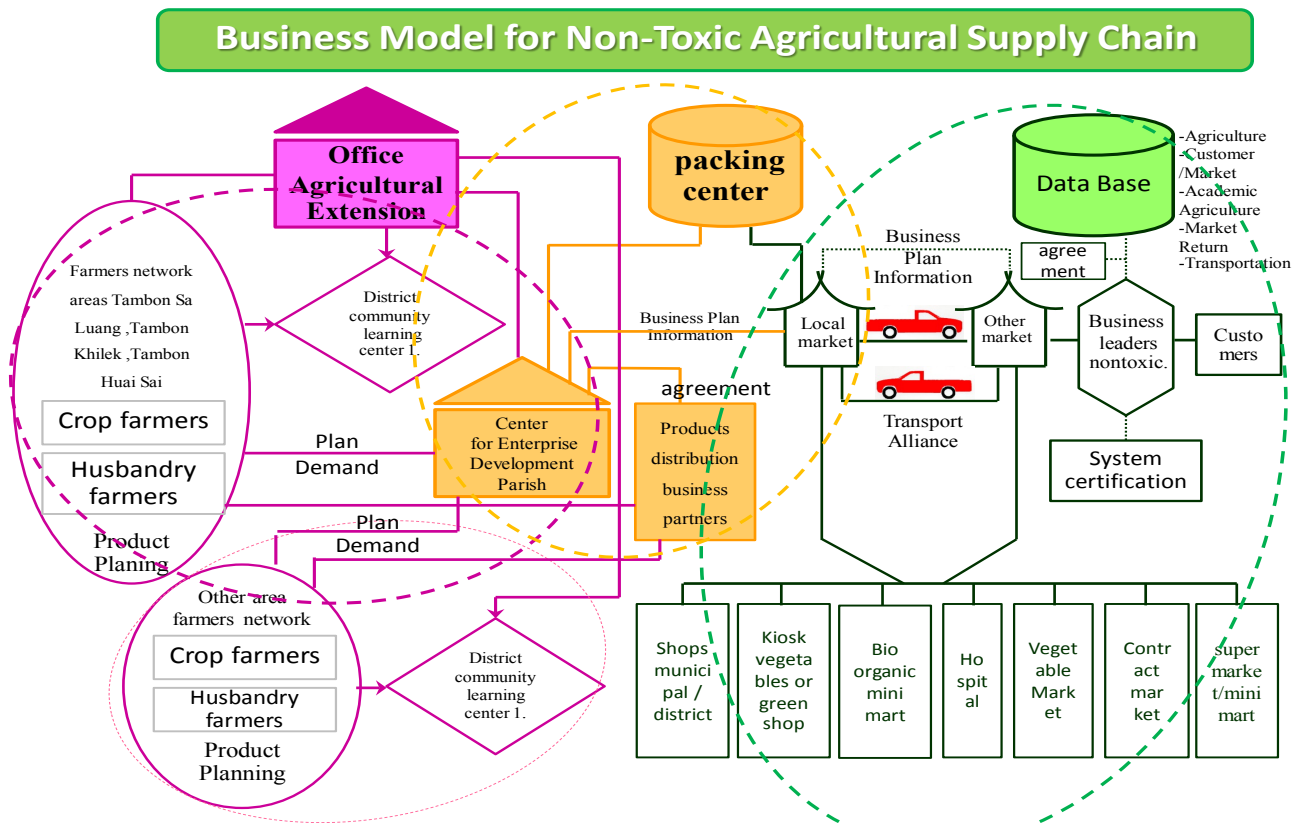 Business Model for Non-Toxic Agricultural Supply Chain
Office
Agricultural
Extension
packing
center
Data Base
-Agriculture
-Customer
/Market
-Academic
Agriculture
-Market
Return
-Transportation
Farmers network
areas Tambon Sa
Luang ,Tambon
Khilek ,Tambon
Huai Sai
Crop farmers
Husbandry
farmers
Product
Planing
District
community
learning
center 1.
Business
Plan
Information
agree
ment
Business Plan
Information
Local
market
Other
market
Transport
Alliance
Business
leaders
nontoxic.
Custo
mers
System
certification
Plan
Demand
Center
for Enterprise
Development
Parish
agreement
Products
distribution
business
partners
Plan
Demand
Other area
farmers network
Crop farmers
Husbandry
farmers
Product
Planning
District
community
learning
center 1.
Shops
munici
pal /
district
Kiosk
vegeta
bles or
green
shop
Bio
organic
mini
mart
Ho
spit
al
Veget
able
Mark
et
Contr
act
mar
ket
super
marke
t/mini
mart